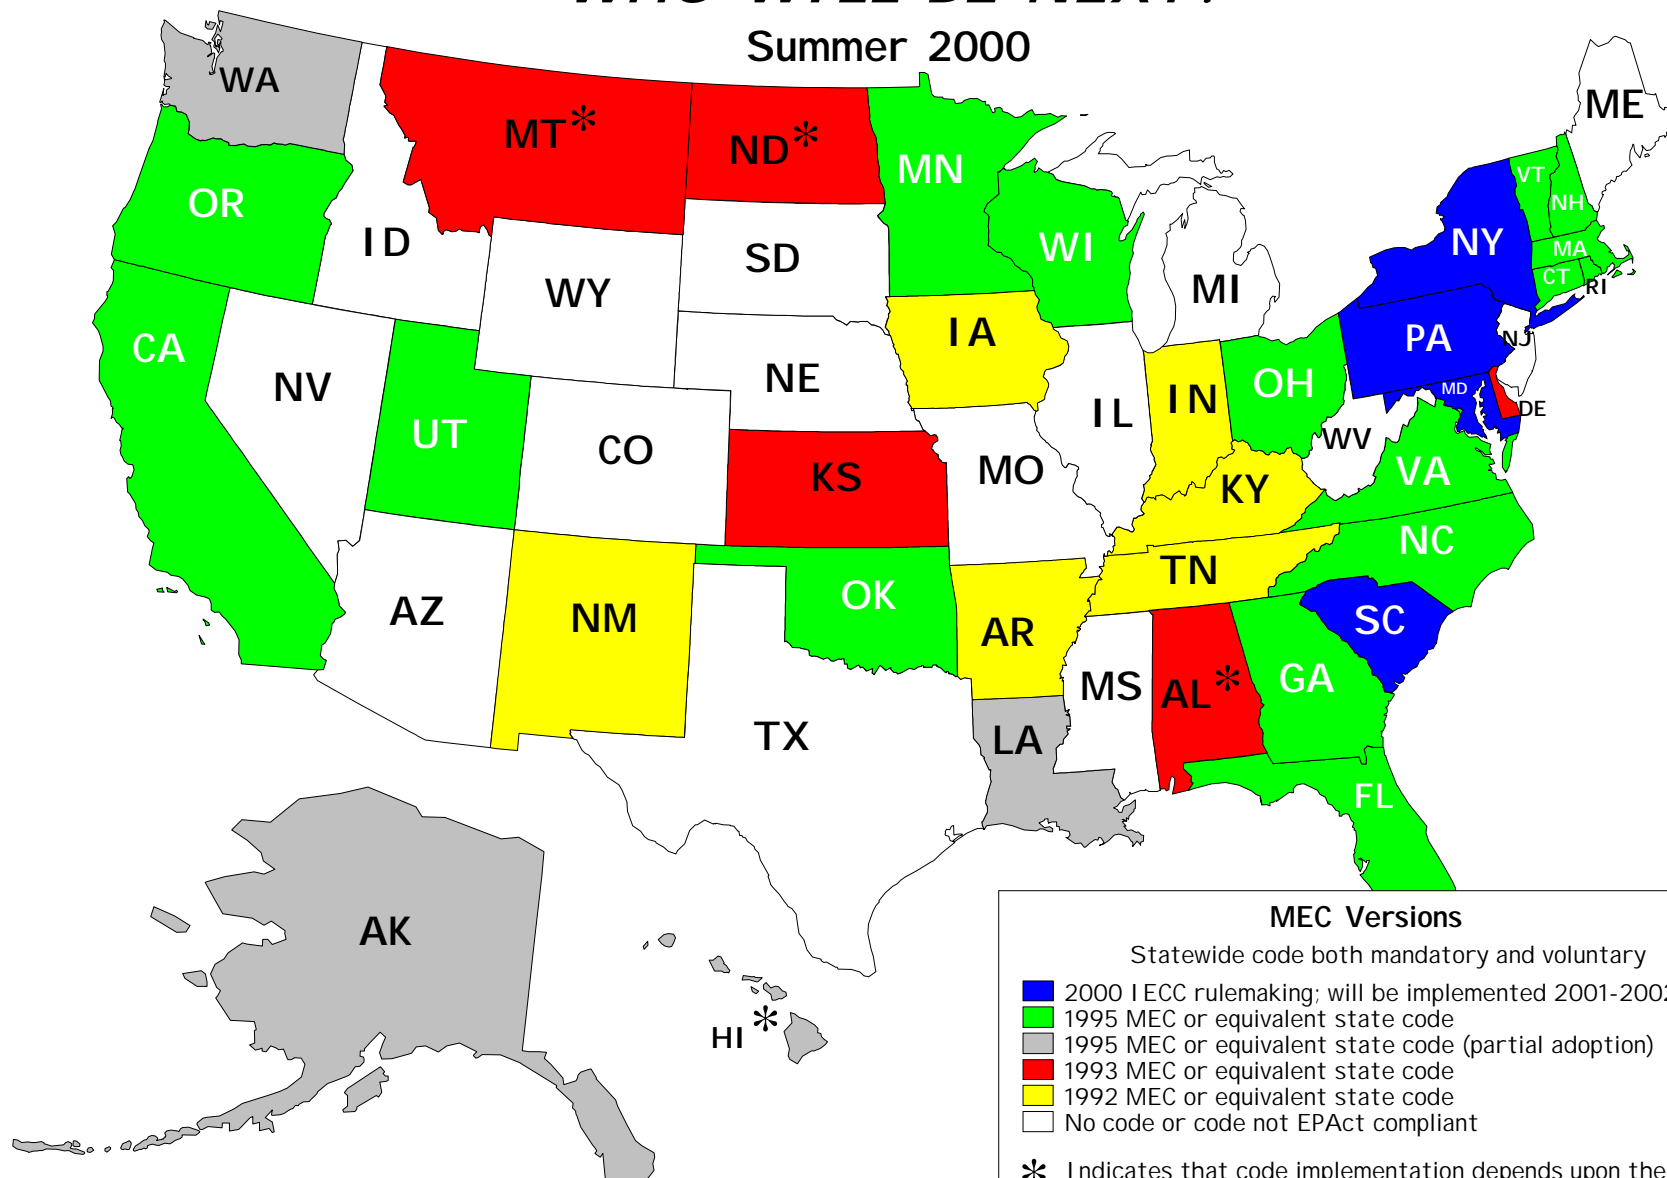 WHO WILL BE NEXT?
Summer 2000
WA
MT*
ND*
MN
ME
OR
ID
SD
WI
VT
NH
NY
MA
CT
RI
WY
MI
CA
NV
UT
NE
IA
IL
IN
OH
PA
NJ
MD
DE
CO
KS
MO
KY
WV
VA
AZ
NM
OK
AR
TN
NC
SC
TX
LA
MS
AL*
GA
FL
AK
HI *
MEC Versions
Statewide code both mandatory and voluntary
2000 IECC rulemaking; will be implemented 2001-2002
1995 MEC or equivalent state code
1995 MEC or equivalent state code (partial adoption)
1993 MEC or equivalent state code
1992 MEC or equivalent state code
No code or code not EPAct compliant
* Indicates that code implementation depends upon the